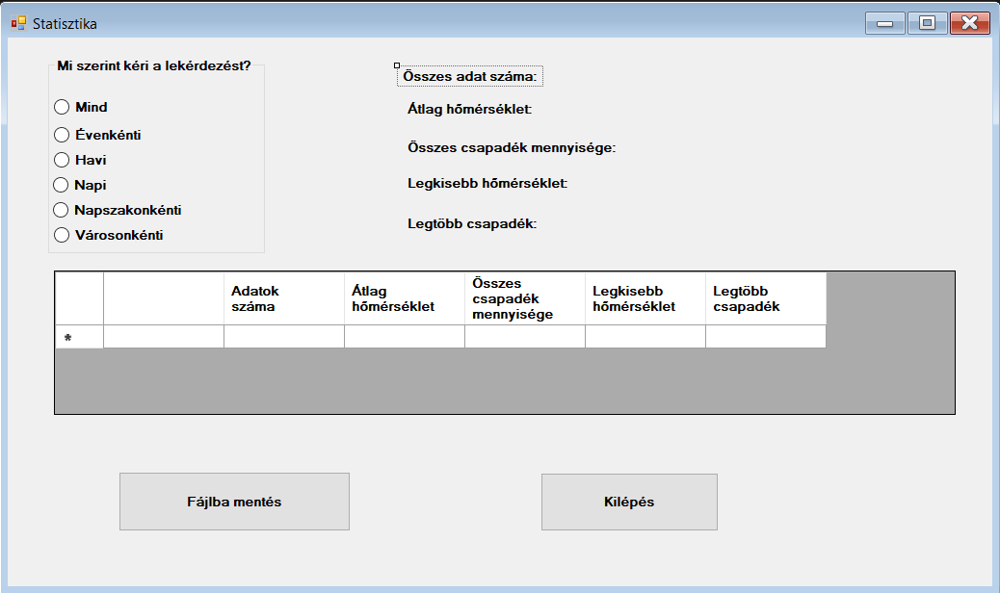 Statisztika
Mi szerint kéri a lekérdezést?
Mind
Évenkénti
Havi
Napi
Napszakonkénti
Városonkénti
Összes adat száma:
Átlag hőmérséklet:
Összes csapadék mennyisége:
Legkisebb hőmérséklet:
Legtöbb csapadék:
Adatok
száma
Átlag
hőmérséklet
Összes
csapadék
mennyisége
Legkisebb
hőmérséklet
Legtöbb
csapadék
*
Fájlba mentés
Kilépés